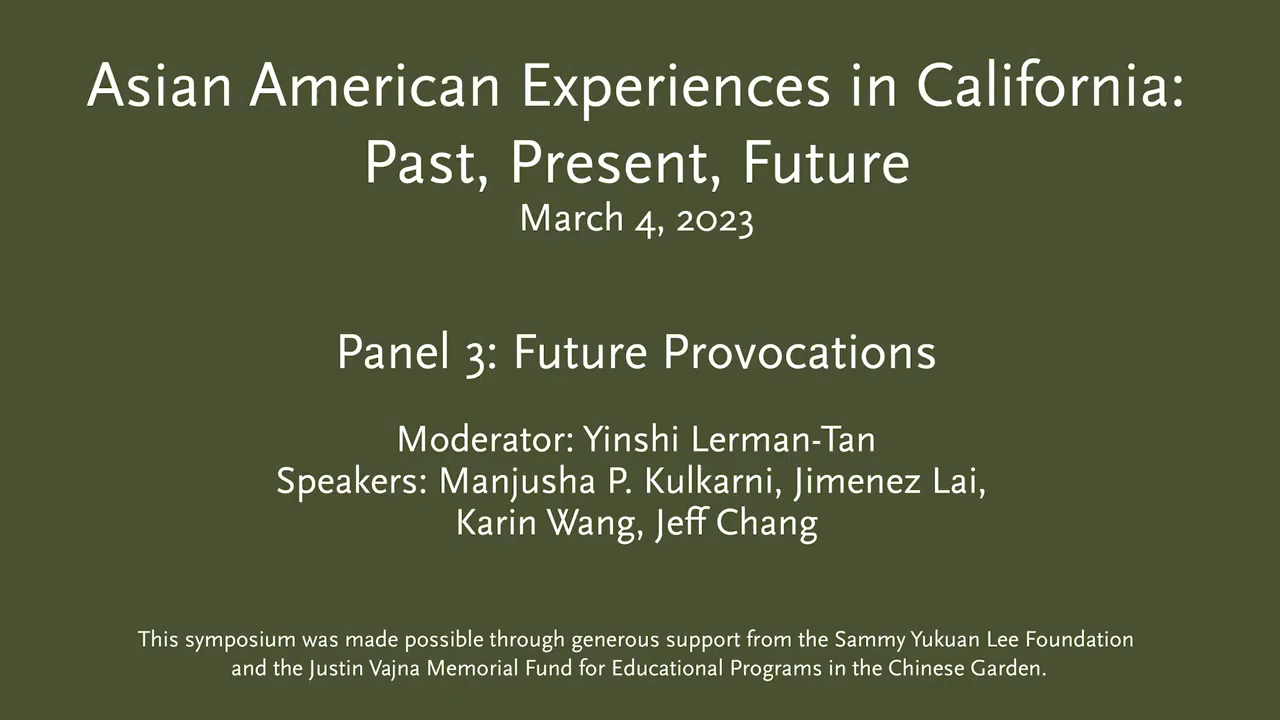 Asian American Experiences in California:
Past, Present, Future
March 4, 2023
Panel 3: Future Provocations
Moderator: Yinshi Lerman-Tan
Speakers: Manjusha P. Kulkarni, Jimenez Lai,
Karin Wang, Jeff Chang
This symposium was made possible through generous support from the Sammy Yukuan Lee Foundation
and the Justin Vajna Memorial Fund for Educational Programs in the Chinese Garden.